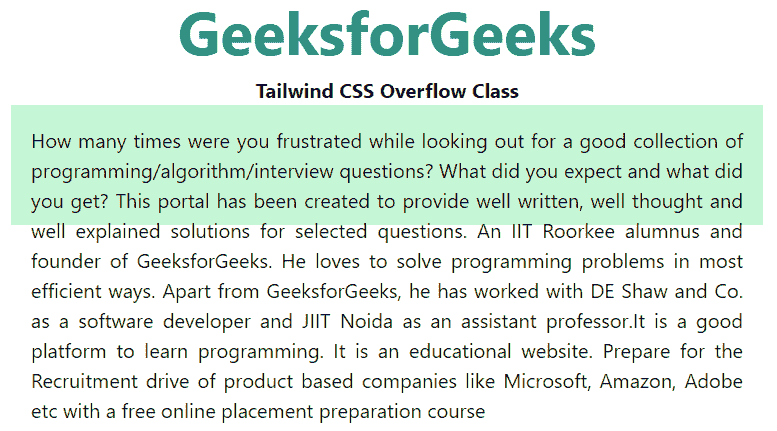 GeeksforGeeks
Tailwind CSS Overflow Class
How many times were you frustrated while looking out for a good collection of
programming/algorithm/interview questions? What did you expect and what did
you get? This portal has been created to provide well written, well thought and
well explained solutions for selected questions. An IIT Roorkee alumnus and
founder of GeeksforGeeks. He loves to solve programming problems in most
efficient ways. Apart from GeeksforGeeks, he has worked with DE Shaw and Co.
as a software developer and JIIT Noida as an assistant professor.It is a good
platform to learn programming. It is an educational website. Prepare for the
Recruitment drive of product based companies like Microsoft, Amazon, Adobe
etc with a free online placement preparation course